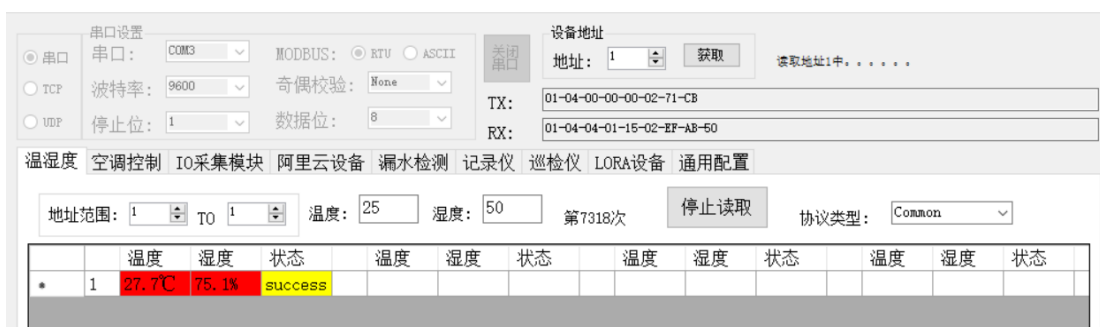 串口设置
设备地址
串口 串口: COM3 MODBUS: RTU ASCII 关闭串口 地址: 1 获取 读取地址1中。。。。。。
TCP 波特率: 9600 奇偶校验: None TX: 01-04-00-00-00-02-71-CB
UDP 停止位: 1 数据位: 8 RX: 01-04-04-01-15-02-EF-AB-50
温湿度 空调控制 IO采集模块 阿里云设备 漏水检测 记录仪 巡检仪 LORA设备 通用配置
地址范围: 1 TO 1 温度: 25 湿度: 50 第7318次 停止读取 协议类型: Common
温度 湿度 状态 温度 湿度 状态 温度 湿度 状态 温度 湿度 状态
* 1 27.7℃ 75.1% success